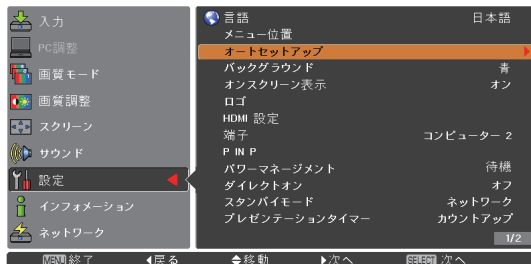 入力
PC調整
画質モード
画質調整
スクリーン
サウンド
設定
インフォメーション
ネットワーク
言語 日本語
メニュー位置
オートセットアップ
バックグラウンド 青
オンスクリーン表示 オン
ロゴ
HDMI 設定
端子 コンピューター 2
P IN P
パワーマネージメント 待機
ダイレクトオン オフ
スタンバイモード ネットワーク
プレゼンテーションタイマー カウントアップ
1/2
MENU 終了 戻る 移動 次へ SELECT 次へ